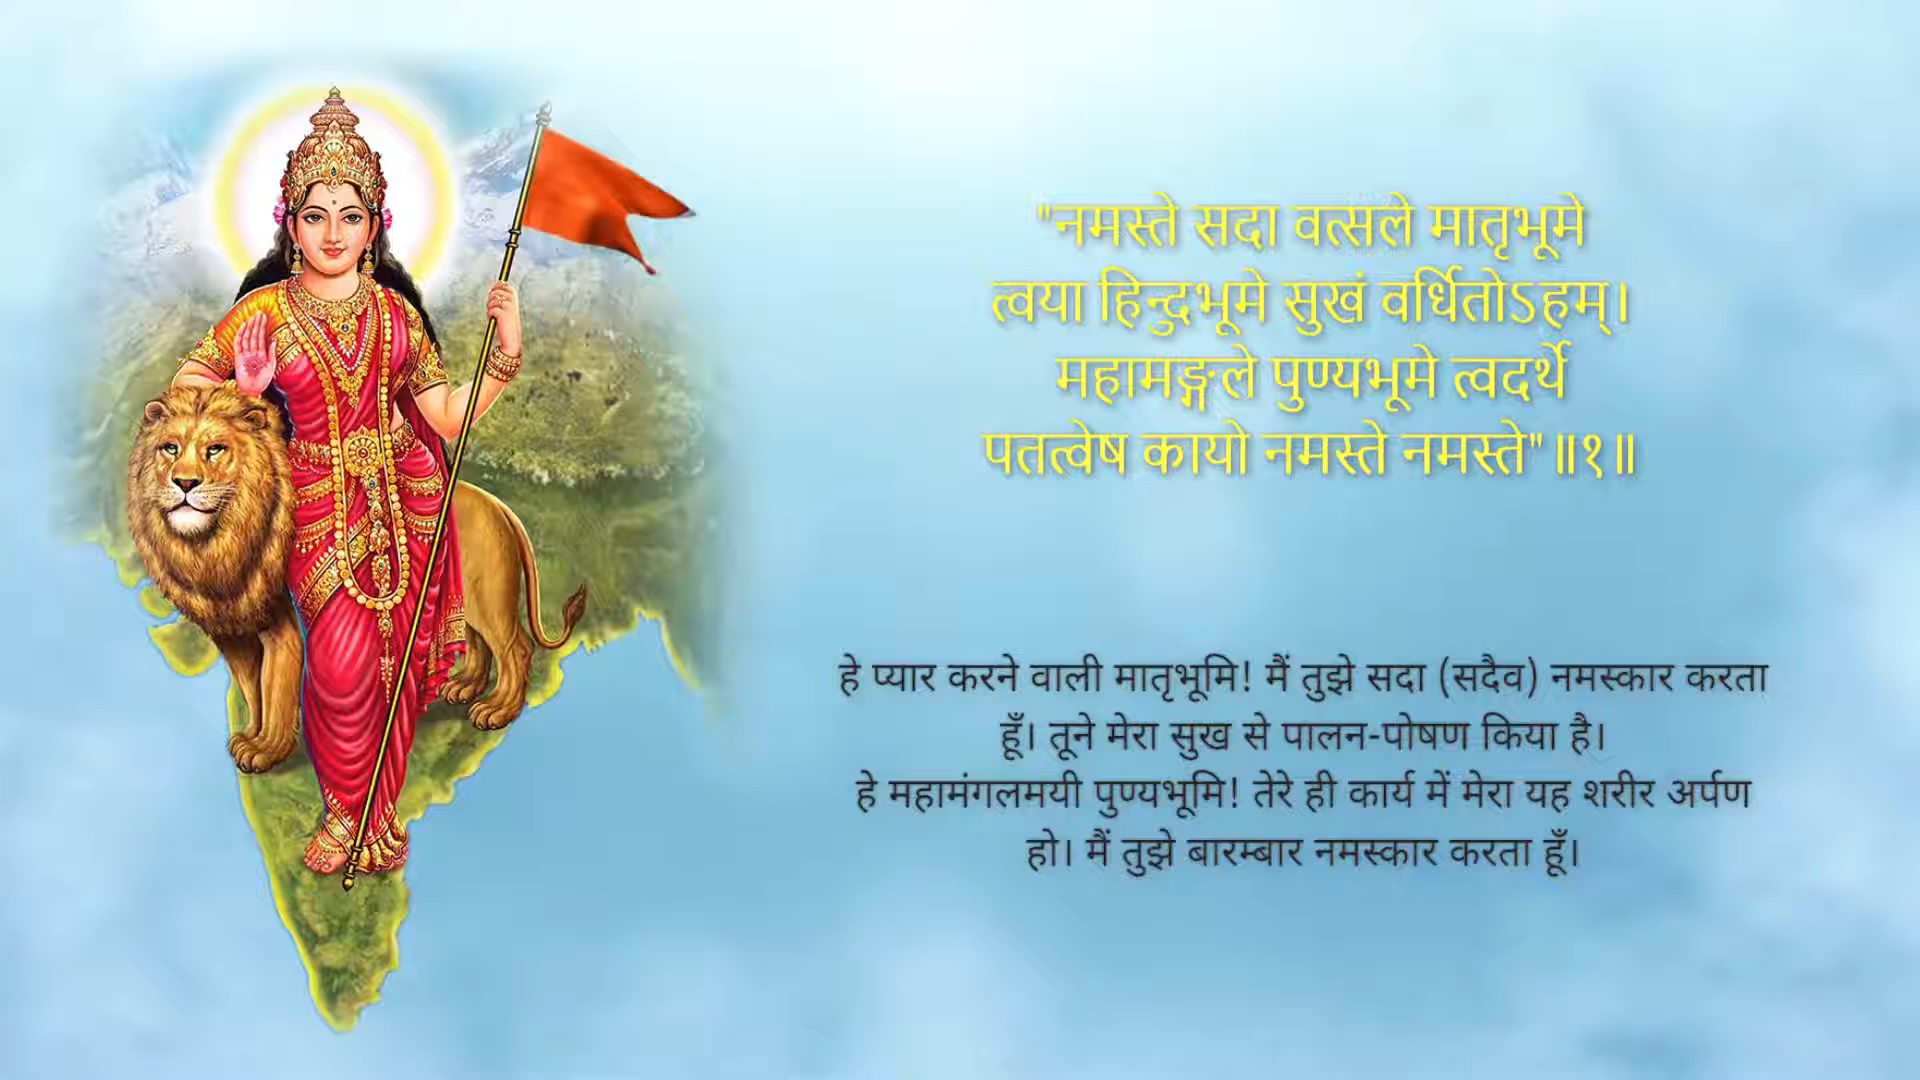 "नमस्ते सदा वत्सले मातृभूमे
त्वया हिन्दुभूमे सुखं वर्धितोऽहम्।
महामङ्गले पुण्यभूमे त्वदर्थे
पतत्वेष कायो नमस्ते नमस्ते"॥१॥
हे प्यार करने वाली मातृभूमि! मैं तुझे सदा (सदैव) नमस्कार करता
हूँ। तूने मेरा सुख से पालन-पोषण किया है।
हे महामंगलमयी पुण्यभूमि! तेरे ही कार्य में मेरा यह शरीर अर्पण
हो। मैं तुझे बारम्बार नमस्कार करता हूँ।